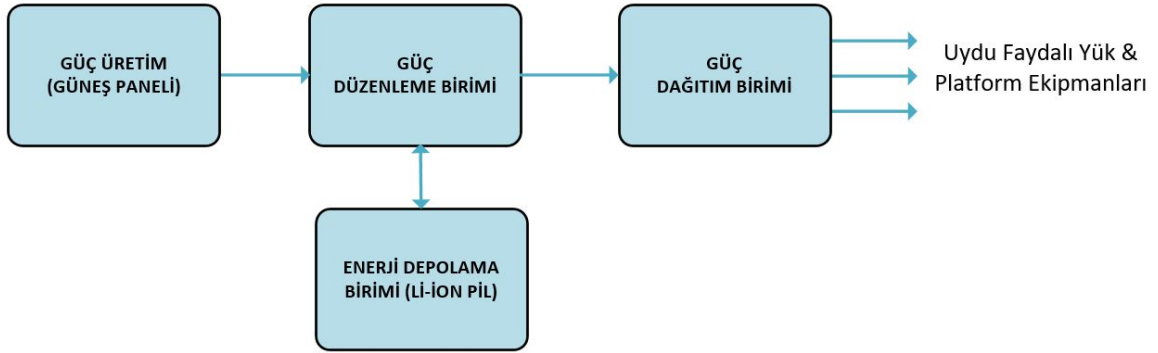 GÜÇ ÜRETİM
(GÜNEŞ PANELİ)
GÜÇ
DÜZENLEME BİRİMİ
GÜÇ
DAĞITIM BİRİMİ
Uydu Faydalı Yük &
Platform Ekipmanları
ENERJİ DEPOLAMA
BİRİMİ (Lİ-İON PİL)